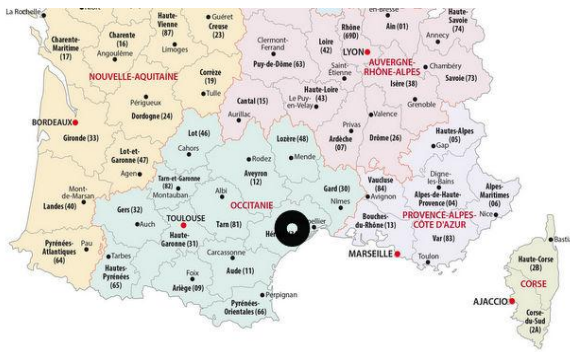 La Rochelle
Charente-
Maritime
(17)
Charente
(16)
Angoulême
Haute-
Vienne
(87)
Limoges
Guéret
Creuse
(23)
NOUVELLE-AQUITAINE
Corrèze
(19)
Tulle
Périgueux
Dordogne (24)
BORDEAUX
Gironde (33)
Lot-et-
Garonne (47)
Agen
Mont-
de-Marsan
Landes (40)
Pyrénées-
Atlantiques
(64)
Pau
Clermont-
Ferrand
Puy-de-Dôme (63)
Loire
(42)
Rhône
(69D)
en-Bresse
Ain (01)
Haute-
Savoie
(74)
Annecy
LYON
AUVERGNE-
RHÔNE-ALPES
Chambéry
Savoie (73)
Saint-
Étienne
Isère (38)
Grenoble
Cantal (15)
Aurillac
Haute-Loire
(43)
Le Puy-
en-Velay
Privas
Ardèche
(07)
Valence
Drôme (26)
Lot (46)
Cahors
Lozère (48)
Mende
Rodez
Aveyron
(12)
Tarn-et-Garonne
(82)
Montauban
Albi
OCCITANIE
Gard (30)
Nîmes
Gers (32)
Auch
TOULOUSE
Haute-
Garonne (31)
Tarn (81)
Tarbes
Hautes-
Pyrénées
(65)
Foix
Ariège (09)
Carcassonne
Aude (11)
Perpignan
Pyrénées-
Orientales (66)
Hautes-Alpes
(05)
Gap
Vaucluse
(84)
Avignon
Digne-
les-Bains
Alpes-de-Haute-
Provence (04)
Alpes-
Maritimes
(06)
Nice
Bouches-
du-Rhône (13)
PROVENCE-ALPES-
CÔTE D'AZUR
Var (83)
MARSEILLE
Toulon
Bastia
Haute-Corse
(2B)
CORSE
AJACCIO
Corse-
du-Sud
(2A)